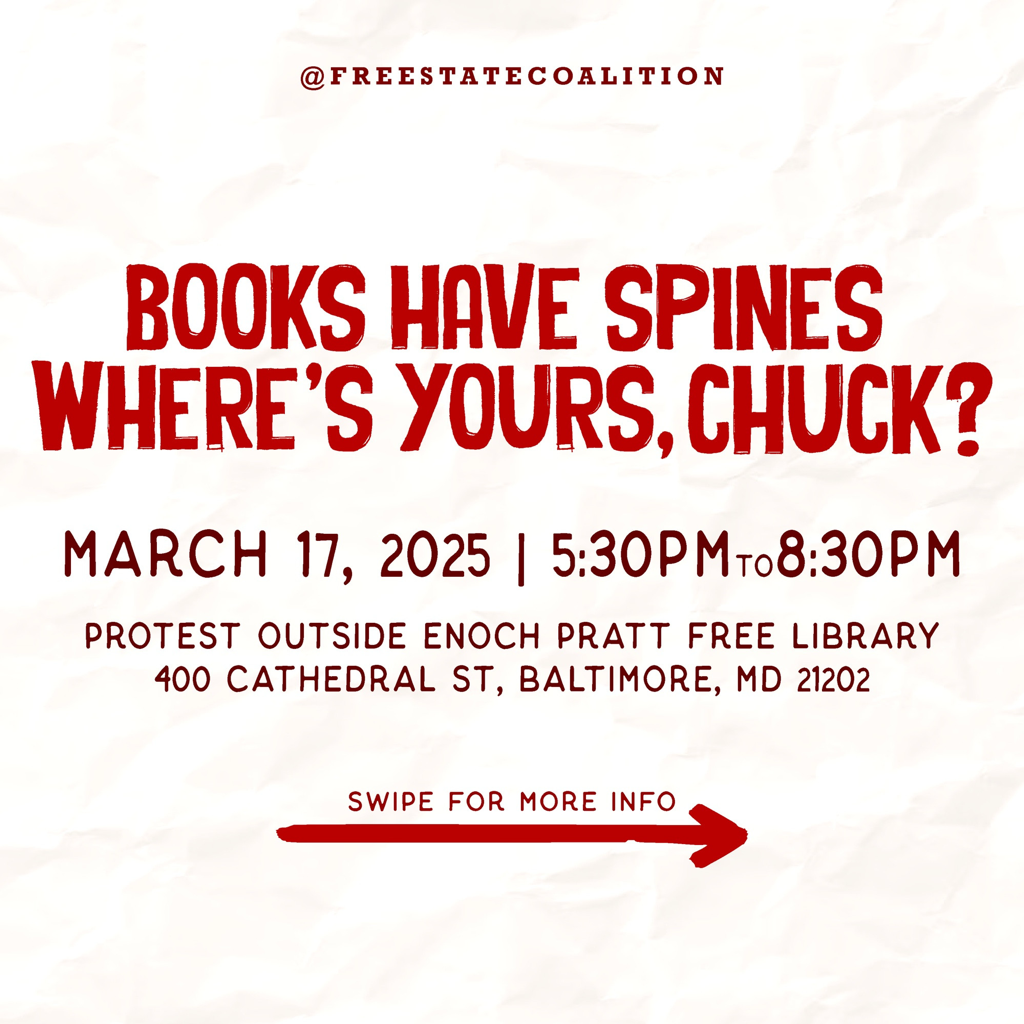 @FREESTATECOALITION
BOOKS HAVE SPINES
WHERE'S YOURS, CHUCK?
MARCH 17, 2025 | 5:30PM TO 8:30PM
PROTEST OUTSIDE ENOCH PRATT FREE LIBRARY
400 CATHEDRAL ST, BALTIMORE, MD 21202
SWIPE FOR MORE INFO